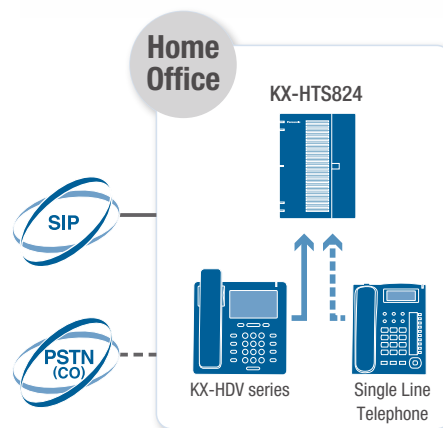 Home
Office
KX-HTS824
SIP
PSTN
(CO)
KX-HDV series
Single Line
Telephone